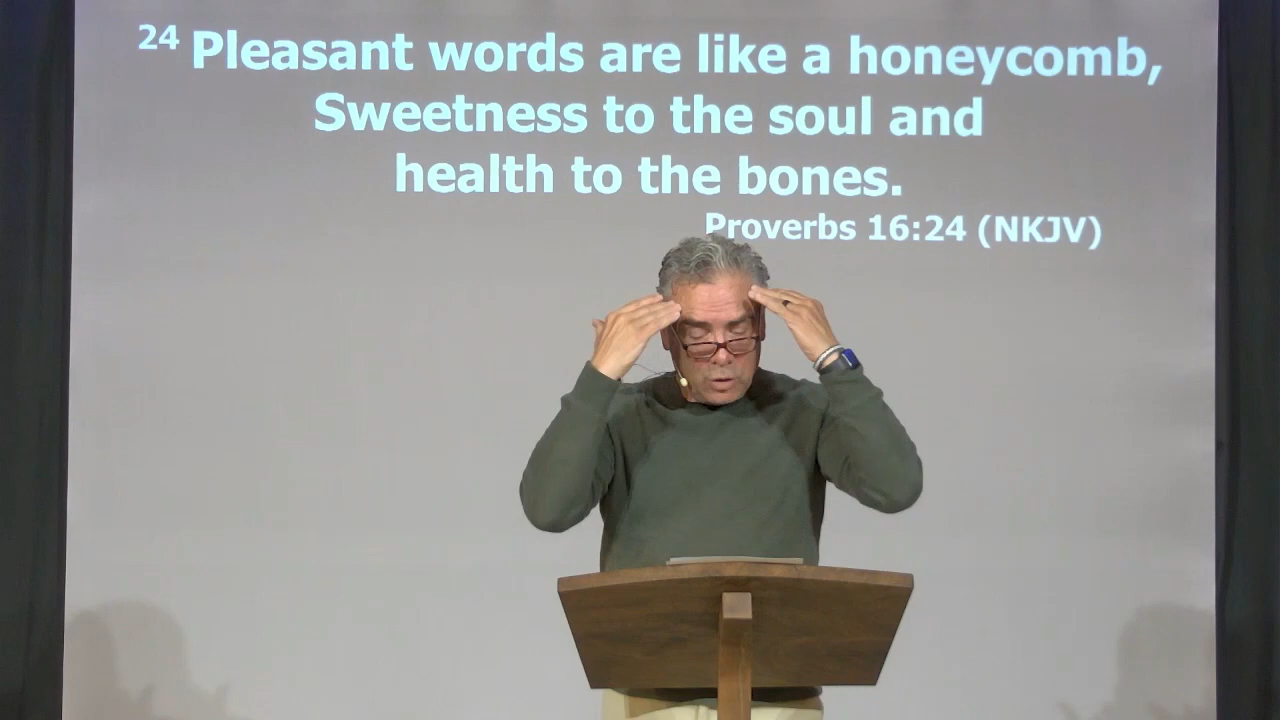 24 Pleasant words are like a honeycomb,
Sweetness to the soul and
health to the bones.
Proverbs 16:24 (NKJV)